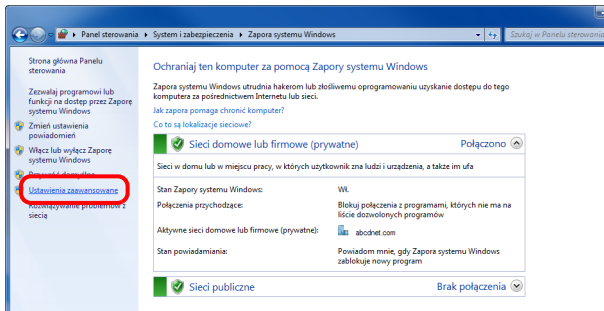 Panel sterowania ▸ System i zabezpieczenia ▸ Zapora systemu Windows
Szukaj w Panelu sterowania
Strona główna Panelu
sterowania
Zezwalaj programowi lub
funkcji na dostęp przez Zaporę
systemu Windows
Zmień ustawienia
powiadomień
Włącz lub wyłącz Zaporę
systemu Windows
Przywróć domyślne
Ustawienia zaawansowane
Rozwiązywanie problemów z
siecią
Ochraniaj ten komputer za pomocą Zapory systemu Windows
Zapora systemu Windows utrudnia hakerom lub złośliwemu oprogramowaniu uzyskanie dostępu do tego
komputera za pośrednictwem Internetu lub sieci.
Jak zapora pomaga chronić komputer?
Co to są lokalizacje sieciowe?
Sieci domowe lub firmowe (prywatne) Połączono
Sieci w domu lub w miejscu pracy, w których użytkownik zna ludzi i urządzenia, a także im ufa
Stan Zapory systemu Windows: Wł.
Połączenia przychodzące: Blokuj połączenia z programami, których nie ma na
liście dozwolonych programów
Aktywne sieci domowe lub firmowe (prywatne): abcdnet.com
Stan powiadamiania: Powiadom mnie, gdy Zapora systemu Windows
zablokuje nowy program
Sieci publiczne Brak połączenia